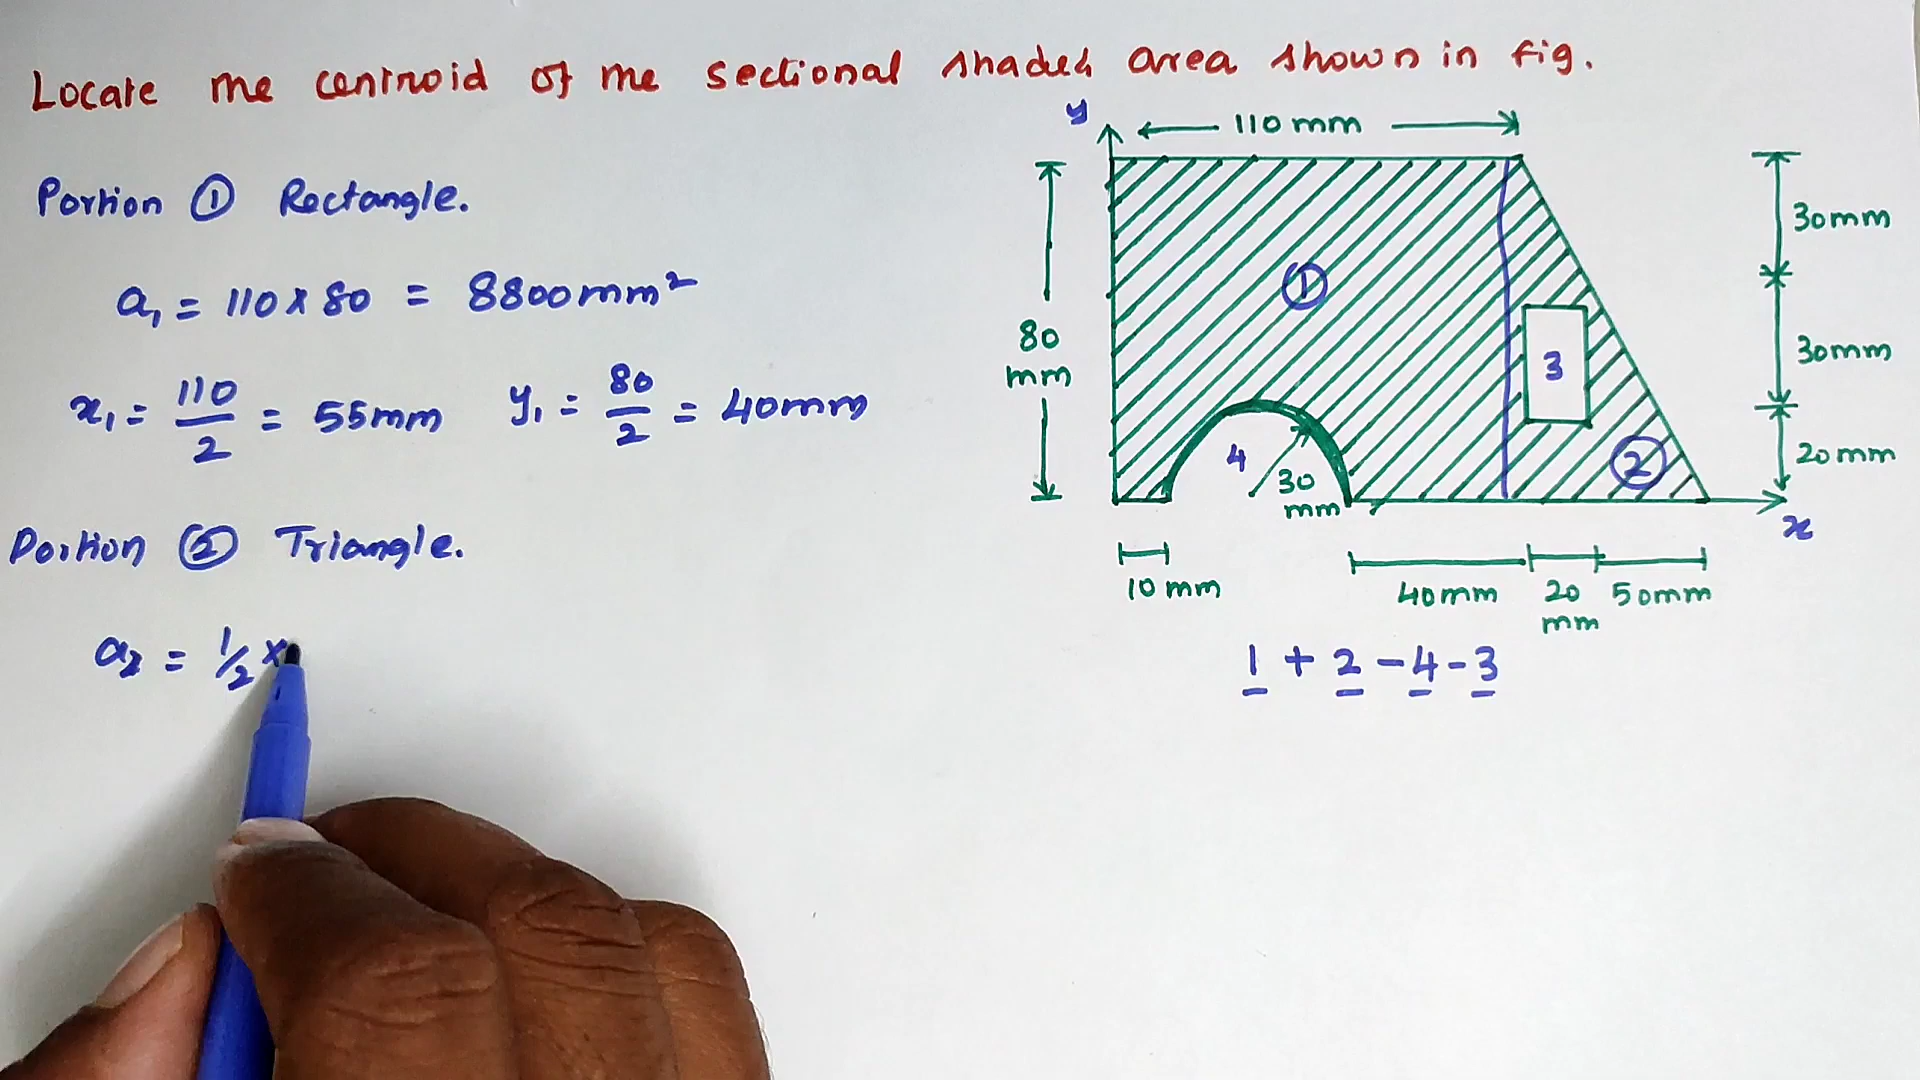 Locate the centroid of the sectional shaded area shown in fig.
Portion ① Rectangle.
a₁ = 110 x 80 = 8800mm²
x₁ = 110/2 = 55mm y₁ = 80/2 = 40mm
Portion ② Triangle.
a₂ = 1/2 x
y
110 mm
80 mm
30mm
30mm
20mm
①
3
②
4
30 mm
x
10 mm
40mm
20 mm
50mm
1 + 2 - 4 - 3